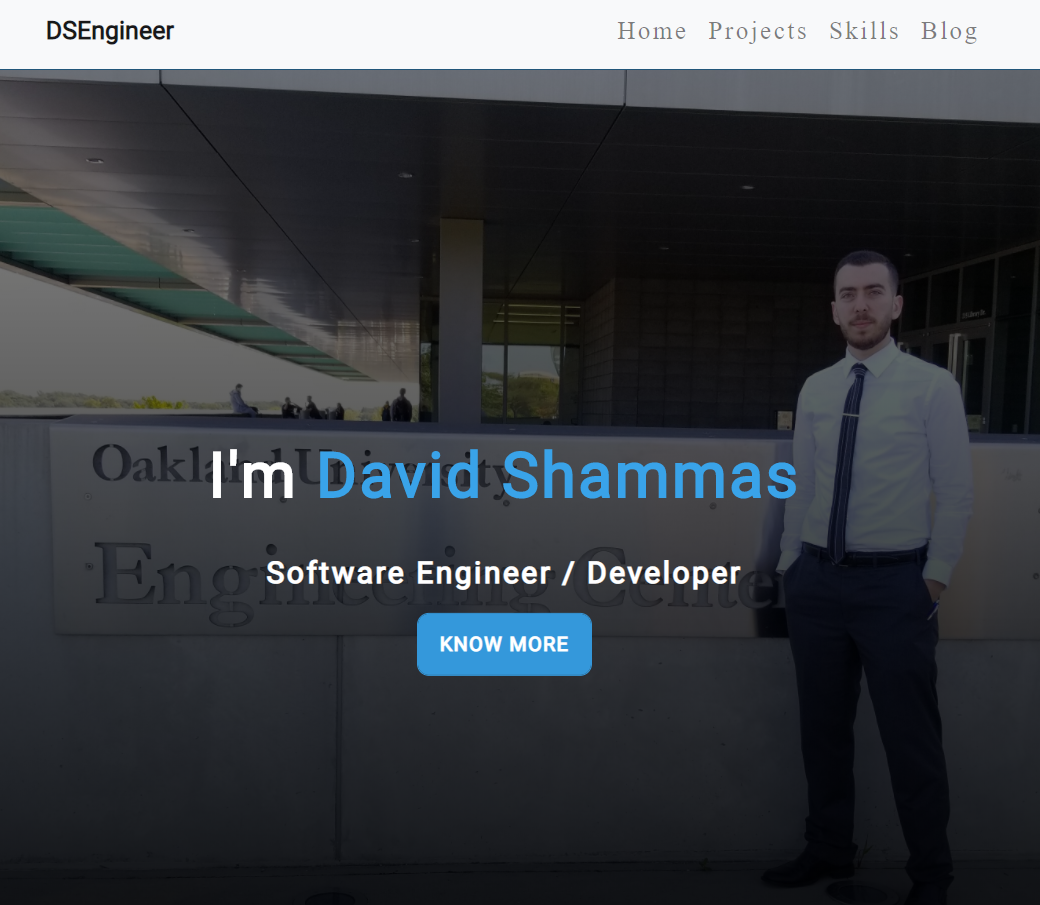 DSEngineer
Home Projects Skills Blog
Oakland University
I'm David Shammas
Engineering Center
Software Engineer / Developer
KNOW MORE